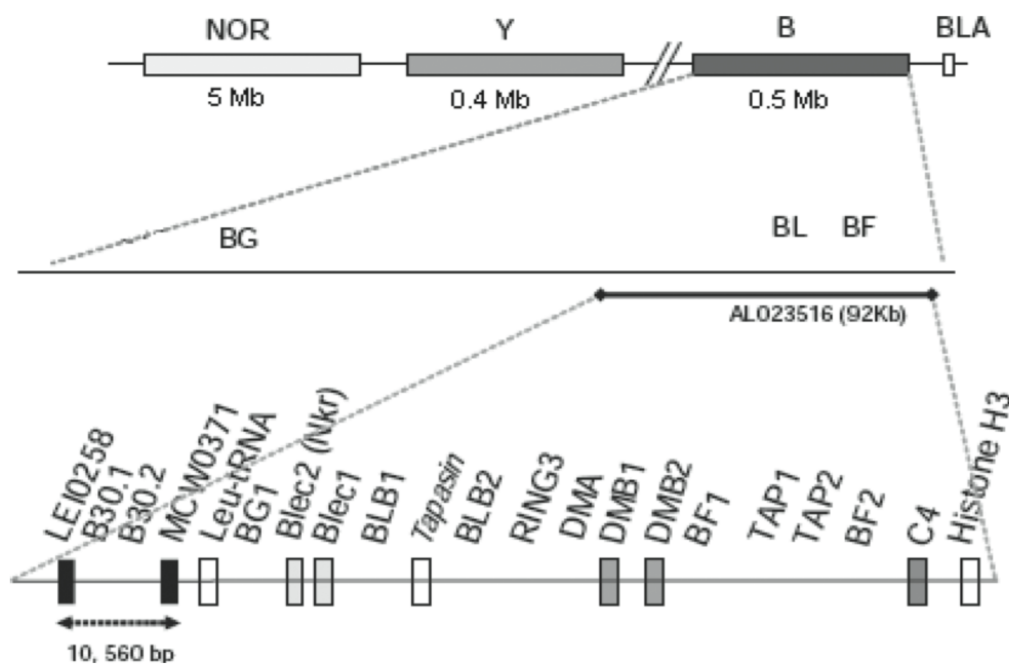 NOR Y B BLA
5 Mb 0.4 Mb 0.5 Mb
BG BL BF
AL023516 (92Kb)
LEI0258
B30.1
B30.2
MCW0371
Leu-tRNA
BG1
Blec2 (Nkr)
Blec1
BLB1
Tapasin
BLB2
RING3
DMA
DMB1
DMB2
BF1
TAP1
TAP2
BF2
C4
Histone H3
10, 560 bp